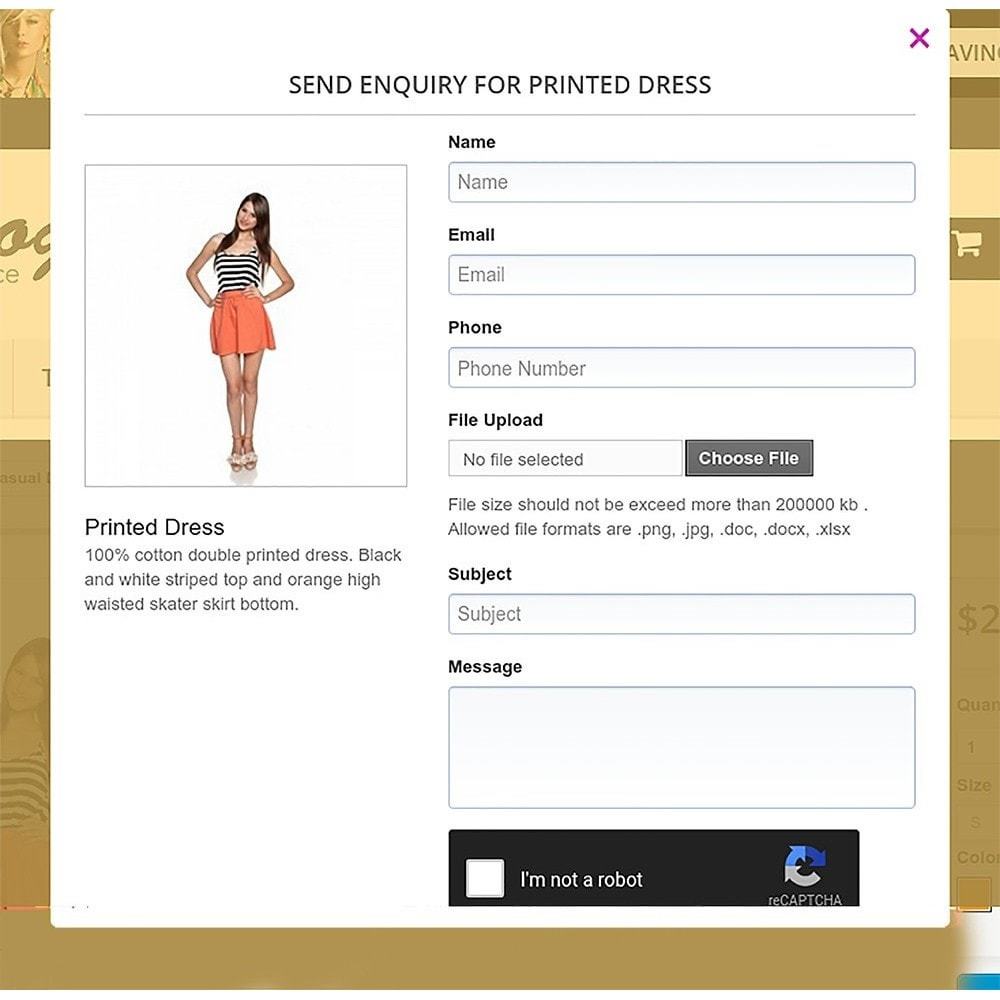 SEND ENQUIRY FOR PRINTED DRESS
Name
Name
Email
Email
Phone
Phone Number
File Upload
No file selected
Choose File
File size should not be exceed more than 200000 kb .
Allowed file formats are .png, .jpg, .doc, .docx, .xlsx
Subject
Subject
Message
I'm not a robot
reCAPTCHA
Printed Dress
100% cotton double printed dress. Black
and white striped top and orange high
waisted skater skirt bottom.
$2
1
Size
S